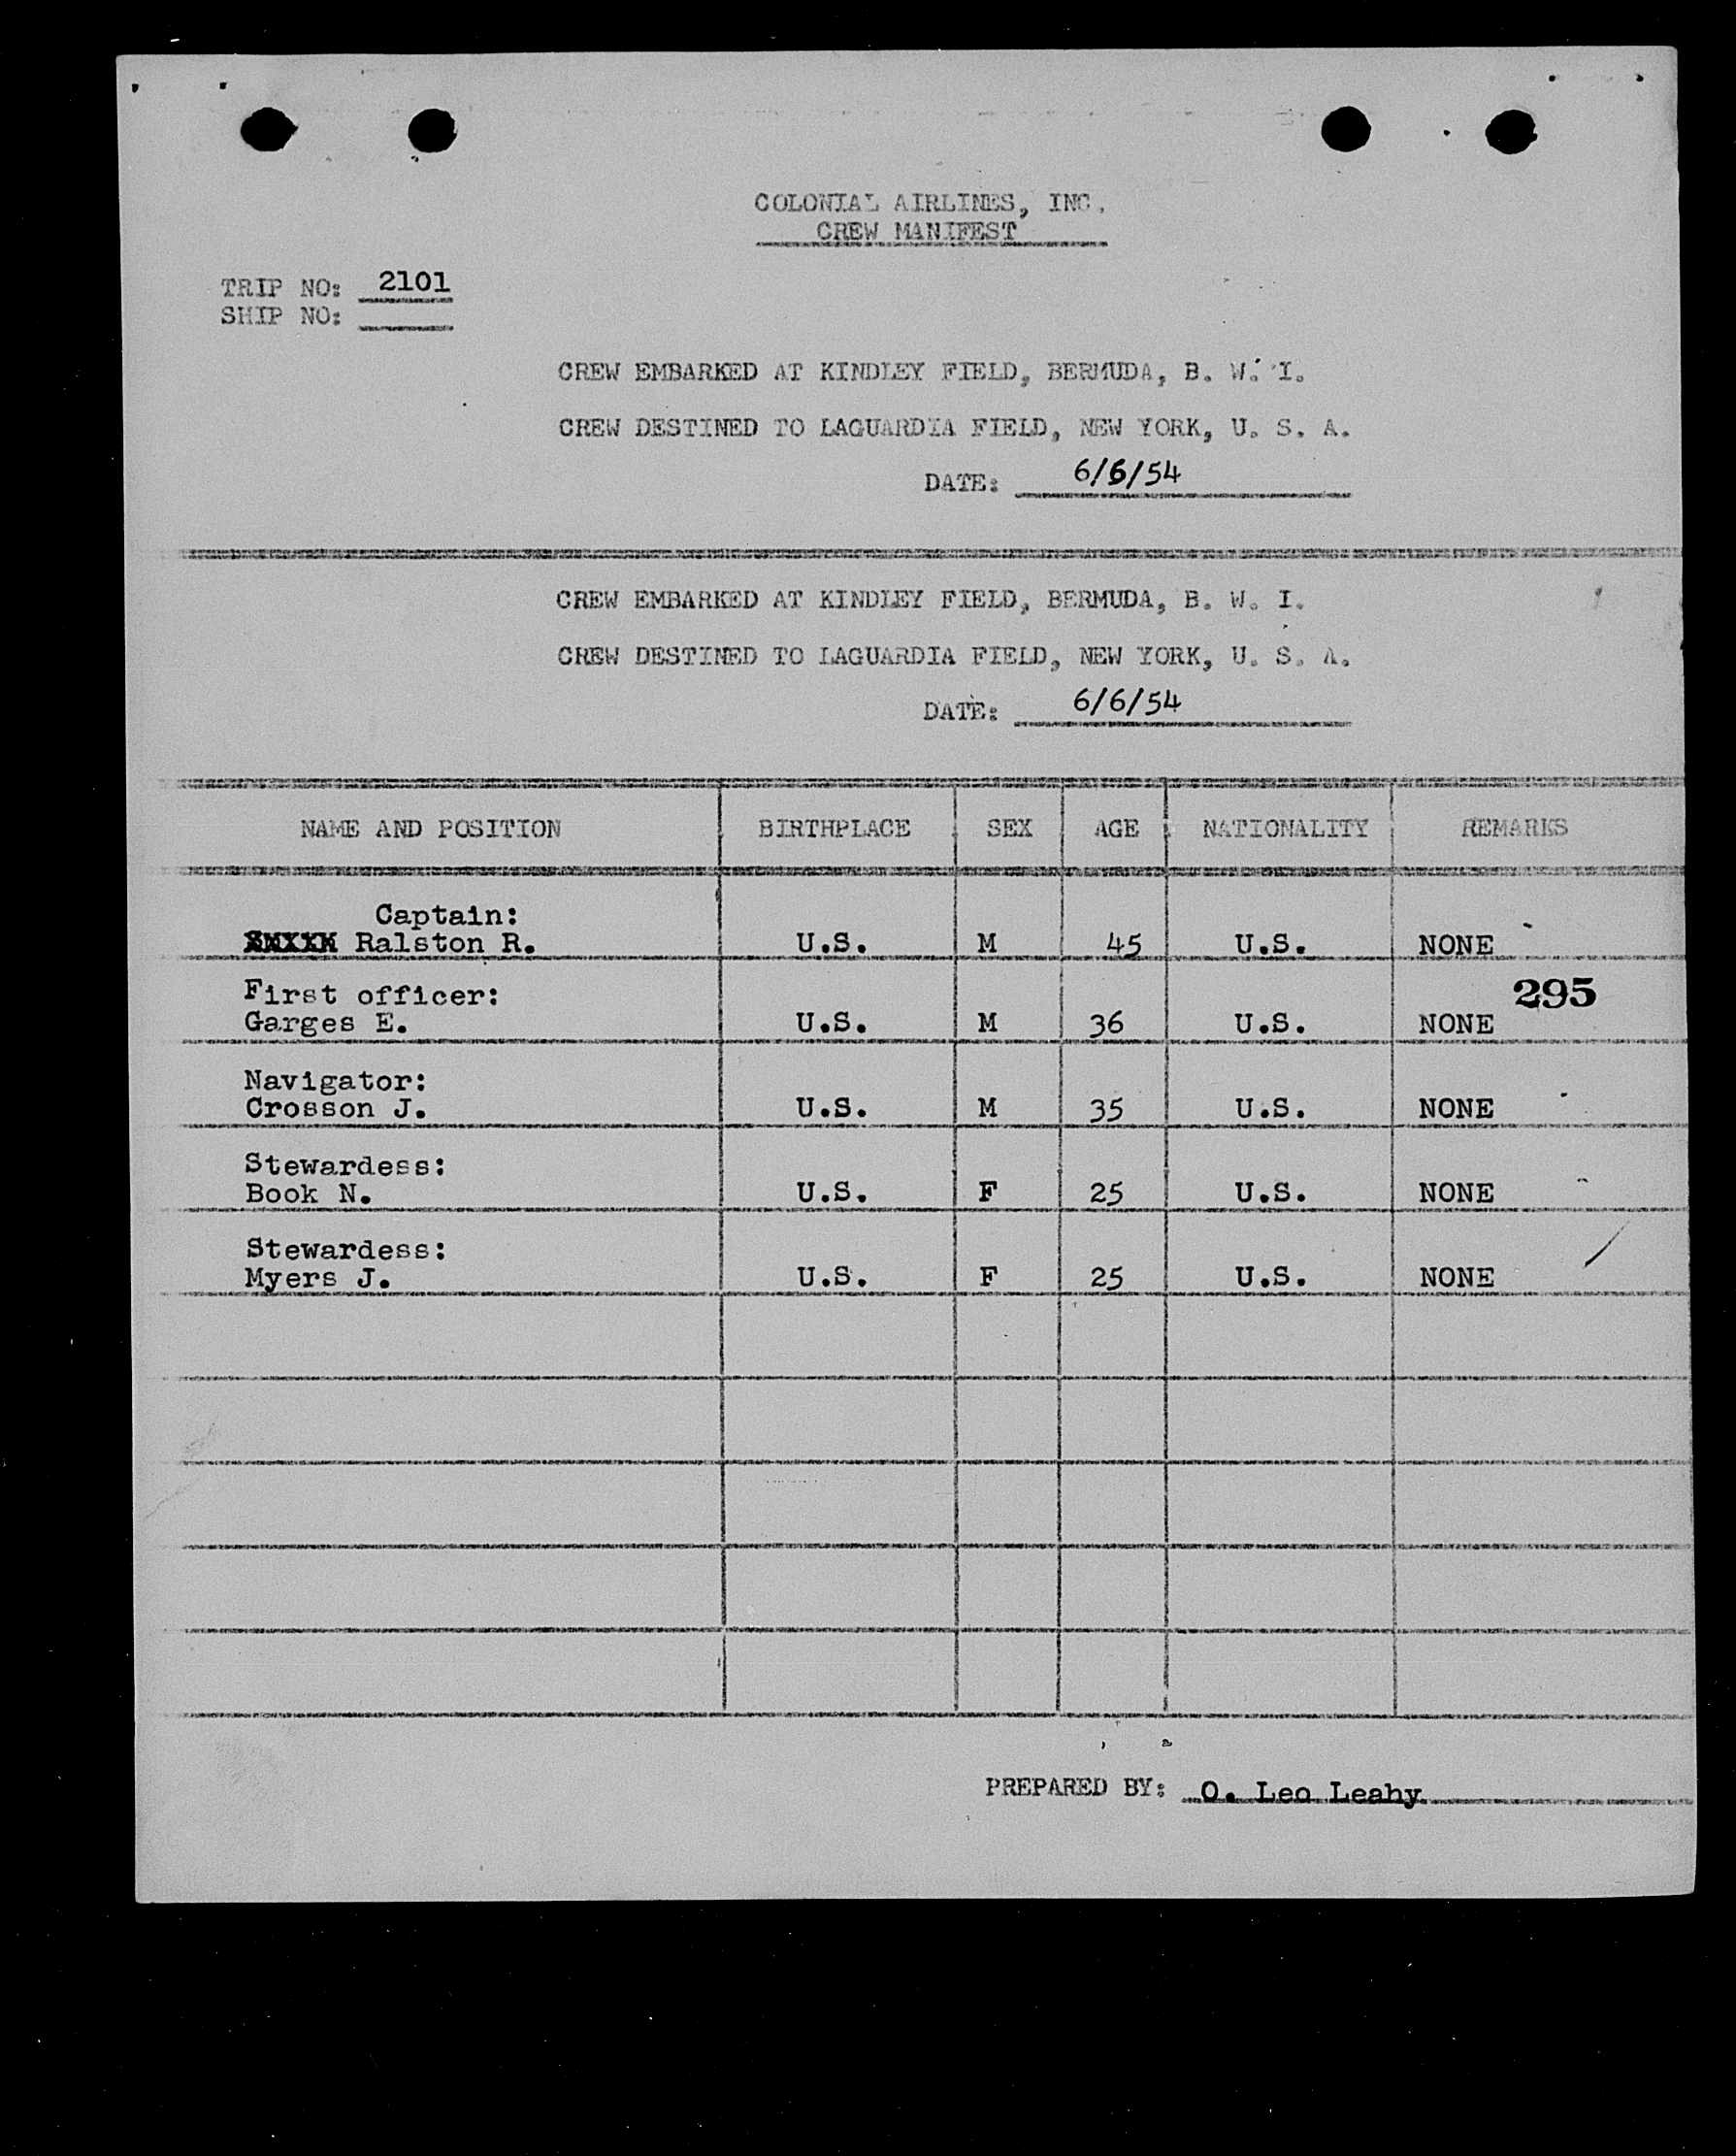 COLONIAL AIRLINES, INC.
CREW MANIFEST
TRIP NO: 2101
SHIP NO:
CREW EMBARKED AT KINDLEY FIELD, BERMUDA, B. W. I.
CREW DESTINED TO LAGUARDIA FIELD, NEW YORK, U. S. A.
DATE: 6/6/54
CREW EMBARKED AT KINDLEY FIELD, BERMUDA, B. W. I.
CREW DESTINED TO LAGUARDIA FIELD, NEW YORK, U. S. A.
DATE: 6/6/54
NAME AND POSITION BIRTHPLACE SEX AGE NATIONALITY REMARKS
Captain:
Ralston R. U.S. M 45 U.S. NONE
295
First officer:
Garges E. U.S. M 36 U.S. NONE
Navigator:
Crosson J. U.S. M 35 U.S. NONE
Stewardess:
Book N. U.S. F 25 U.S. NONE
Stewardess:
Myers J. U.S. F 25 U.S. NONE
PREPARED BY: O. Leo Leahy